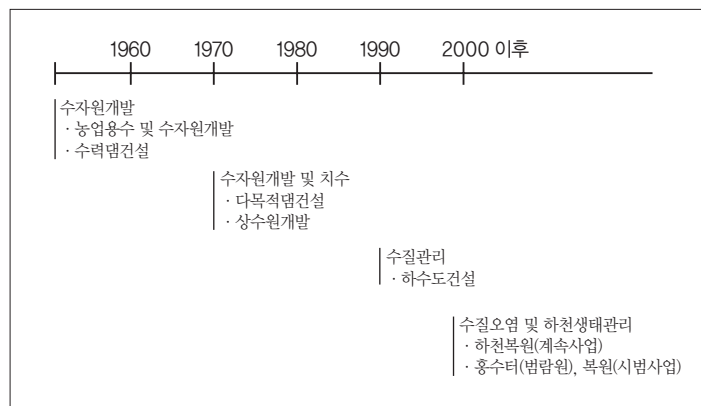 1960 1970 1980 1990 2000 이후
수자원개발
· 농업용수 및 수자원개발
· 수력댐건설
수자원개발 및 치수
· 다목적댐건설
· 상수원개발
수질관리
· 하수도건설
수질오염 및 하천생태관리
· 하천복원(계속사업)
· 홍수터(범람원), 복원(시범사업)